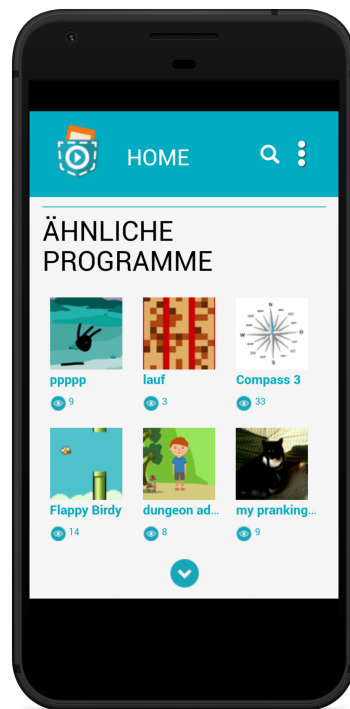 HOME
ÄHNLICHE
PROGRAMME
ppppp
lauf
Compass 3
9
3
33
Flappy Birdy
dungeon ad...
my pranking...
14
8
9